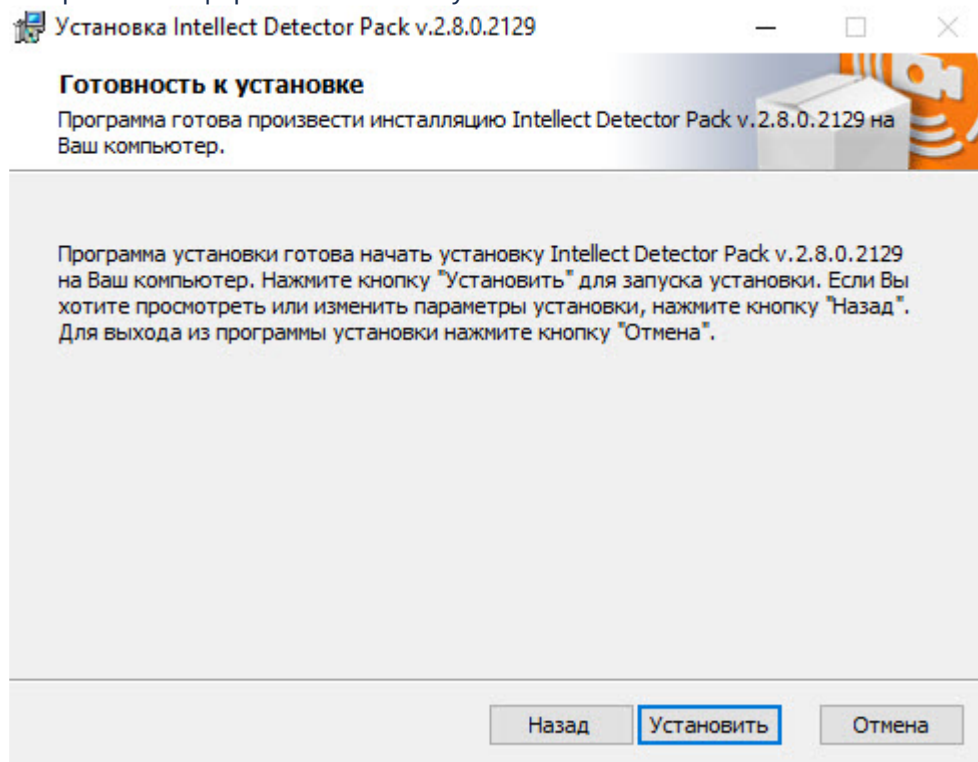 Установка Intellect Detector Pack v.2.8.0.2129
Готовность к установке
Программа готова произвести инсталляцию Intellect Detector Pack v.2.8.0.2129 на
Ваш компьютер.
Программа установки готова начать установку Intellect Detector Pack v.2.8.0.2129
на Ваш компьютер. Нажмите кнопку "Установить" для запуска установки. Если Вы
хотите просмотреть или изменить параметры установки, нажмите кнопку "Назад".
Для выхода из программы установки нажмите кнопку "Отмена".
Назад
Установить
Отмена